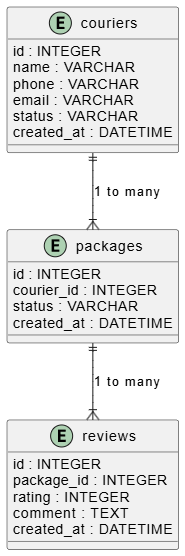 E couriers
id : INTEGER
name : VARCHAR
phone : VARCHAR
email : VARCHAR
status : VARCHAR
created_at : DATETIME
1 to many
E packages
id : INTEGER
courier_id : INTEGER
status : VARCHAR
created_at : DATETIME
1 to many
E reviews
id : INTEGER
package_id : INTEGER
rating : INTEGER
comment : TEXT
created_at : DATETIME